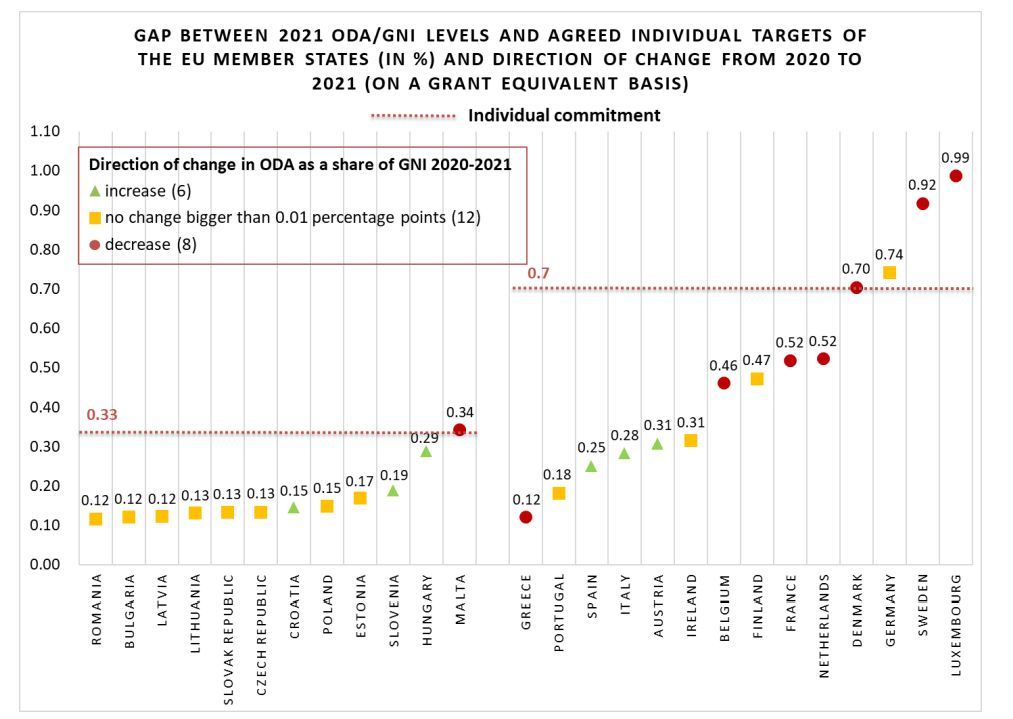 GAP BETWEEN 2021 ODA/GNI LEVELS AND AGREED INDIVIDUAL TARGETS OF
THE EU MEMBER STATES (IN %) AND DIRECTION OF CHANGE FROM 2020 TO
2021 (ON A GRANT EQUIVALENT BASIS)
Individual commitment
1.10
1.00
0.90
0.80
0.70
0.60
0.50
0.40
0.30
0.20
0.10
0.00
Direction of change in ODA as a share of GNI 2020-2021
increase (6)
no change bigger than 0.01 percentage points (12)
decrease (8)
0.33
0.7
0.12
0.12
0.12
0.13
0.13
0.13
0.15
0.15
0.17
0.19
0.29
0.34
0.12
0.18
0.25
0.28
0.31
0.31
0.46
0.47
0.52
0.52
0.70
0.74
0.92
0.99
ROMANIA
BULGARIA
LATVIA
LITHUANIA
SLOVAK REPUBLIC
CZECH REPUBLIC
CROATIA
POLAND
ESTONIA
SLOVENIA
HUNGARY
MALTA
GREECE
PORTUGAL
SPAIN
ITALY
AUSTRIA
IRELAND
BELGIUM
FINLAND
FRANCE
NETHERLANDS
DENMARK
GERMANY
SWEDEN
LUXEMBOURG